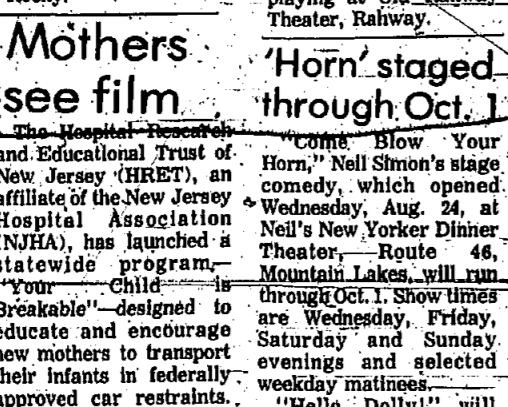 Mothers
see film
The Hospital Research
and Educational Trust of
New Jersey (HRET), an
affiliate of the New Jersey
Hospital Association
(NJHA), has launched a
statewide program,
"Your Child is
Breakable"—designed to
educate and encourage
new mothers to transport
their infants in federally
approved car restraints.
playing at Old Rahway
Theater, Rahway.
'Horn' staged
through Oct. 1
"Come Blow Your
Horn," Neil Simon's stage
comedy, which opened
Wednesday, Aug. 24, at
Neil's New Yorker Dinner
Theater, Route 46,
Mountain Lakes, will run
through Oct. 1. Show times
are Wednesday, Friday,
Saturday and Sunday
evenings and selected
weekday matinees.
"Hello Dolly!" will